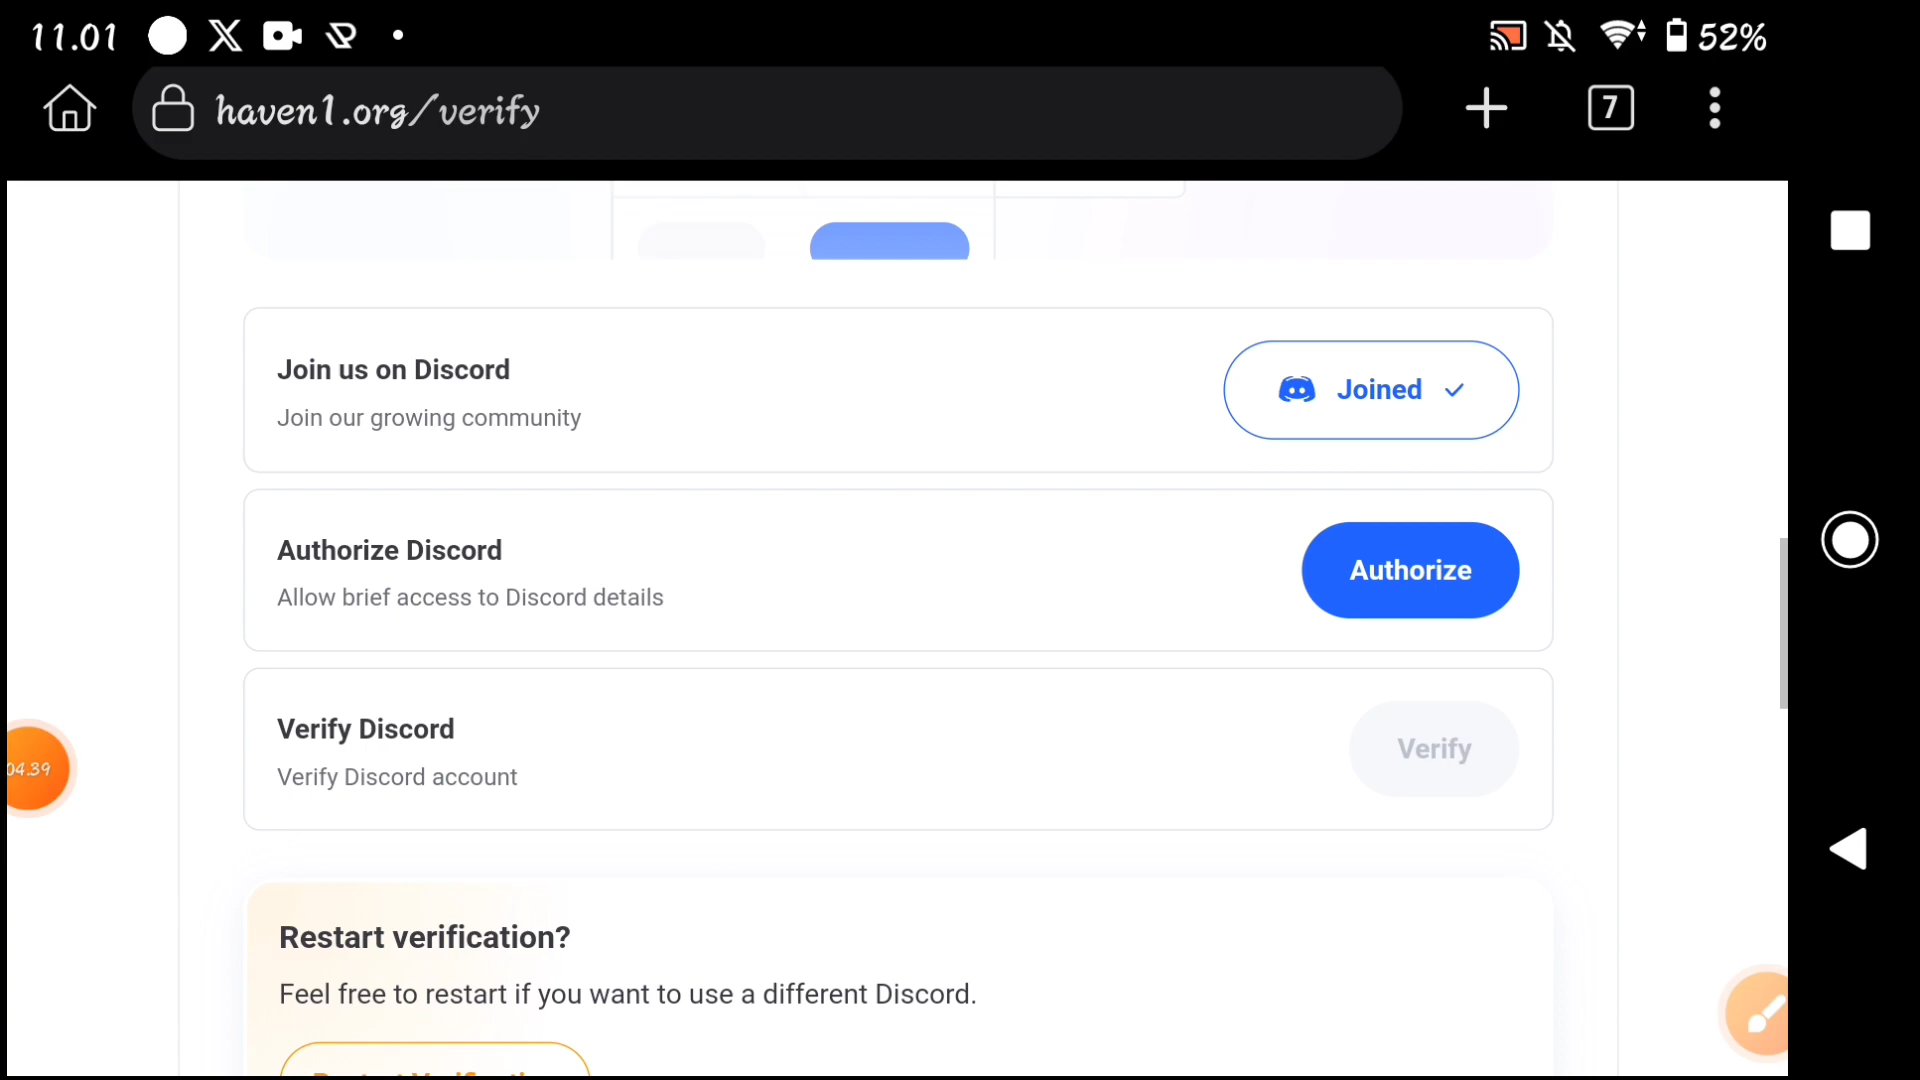 11.01
52%
haven1.org/verify
7
Join us on Discord
Join our growing community
Joined
Authorize Discord
Allow brief access to Discord details
Authorize
Verify Discord
Verify Discord account
Verify
04.39
Restart verification?
Feel free to restart if you want to use a different Discord.